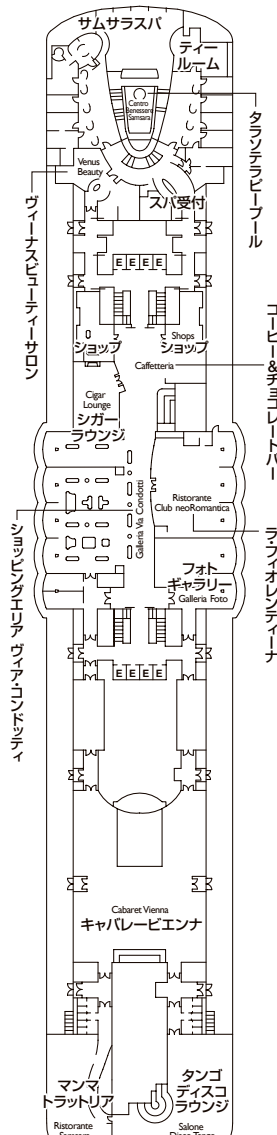 サムサラスパ
ティー
ルーム
Centro
Benessere
Samsara
タラソテラピープール
Venus
Beauty
ヴィーナスビューティーサロン
スパ受付
E E E E
ショップ
Shops
ショップ
Caffetteria
コーヒー&チョコレートバー
Cigar
Lounge
シガー
ラウンジ
Galleria Via Condotti
Ristorante
Club neoRomantica
ラ・フィオレンティーナ
ショッピングエリア ヴィア・コンドッティ
フォト
ギャラリー
Galleria Foto
E E E E
Cabaret Vienna
キャバレービエンナ
マンマ
トラットリア
Ristorante
タンゴ
ディスコ
ラウンジ
Salone